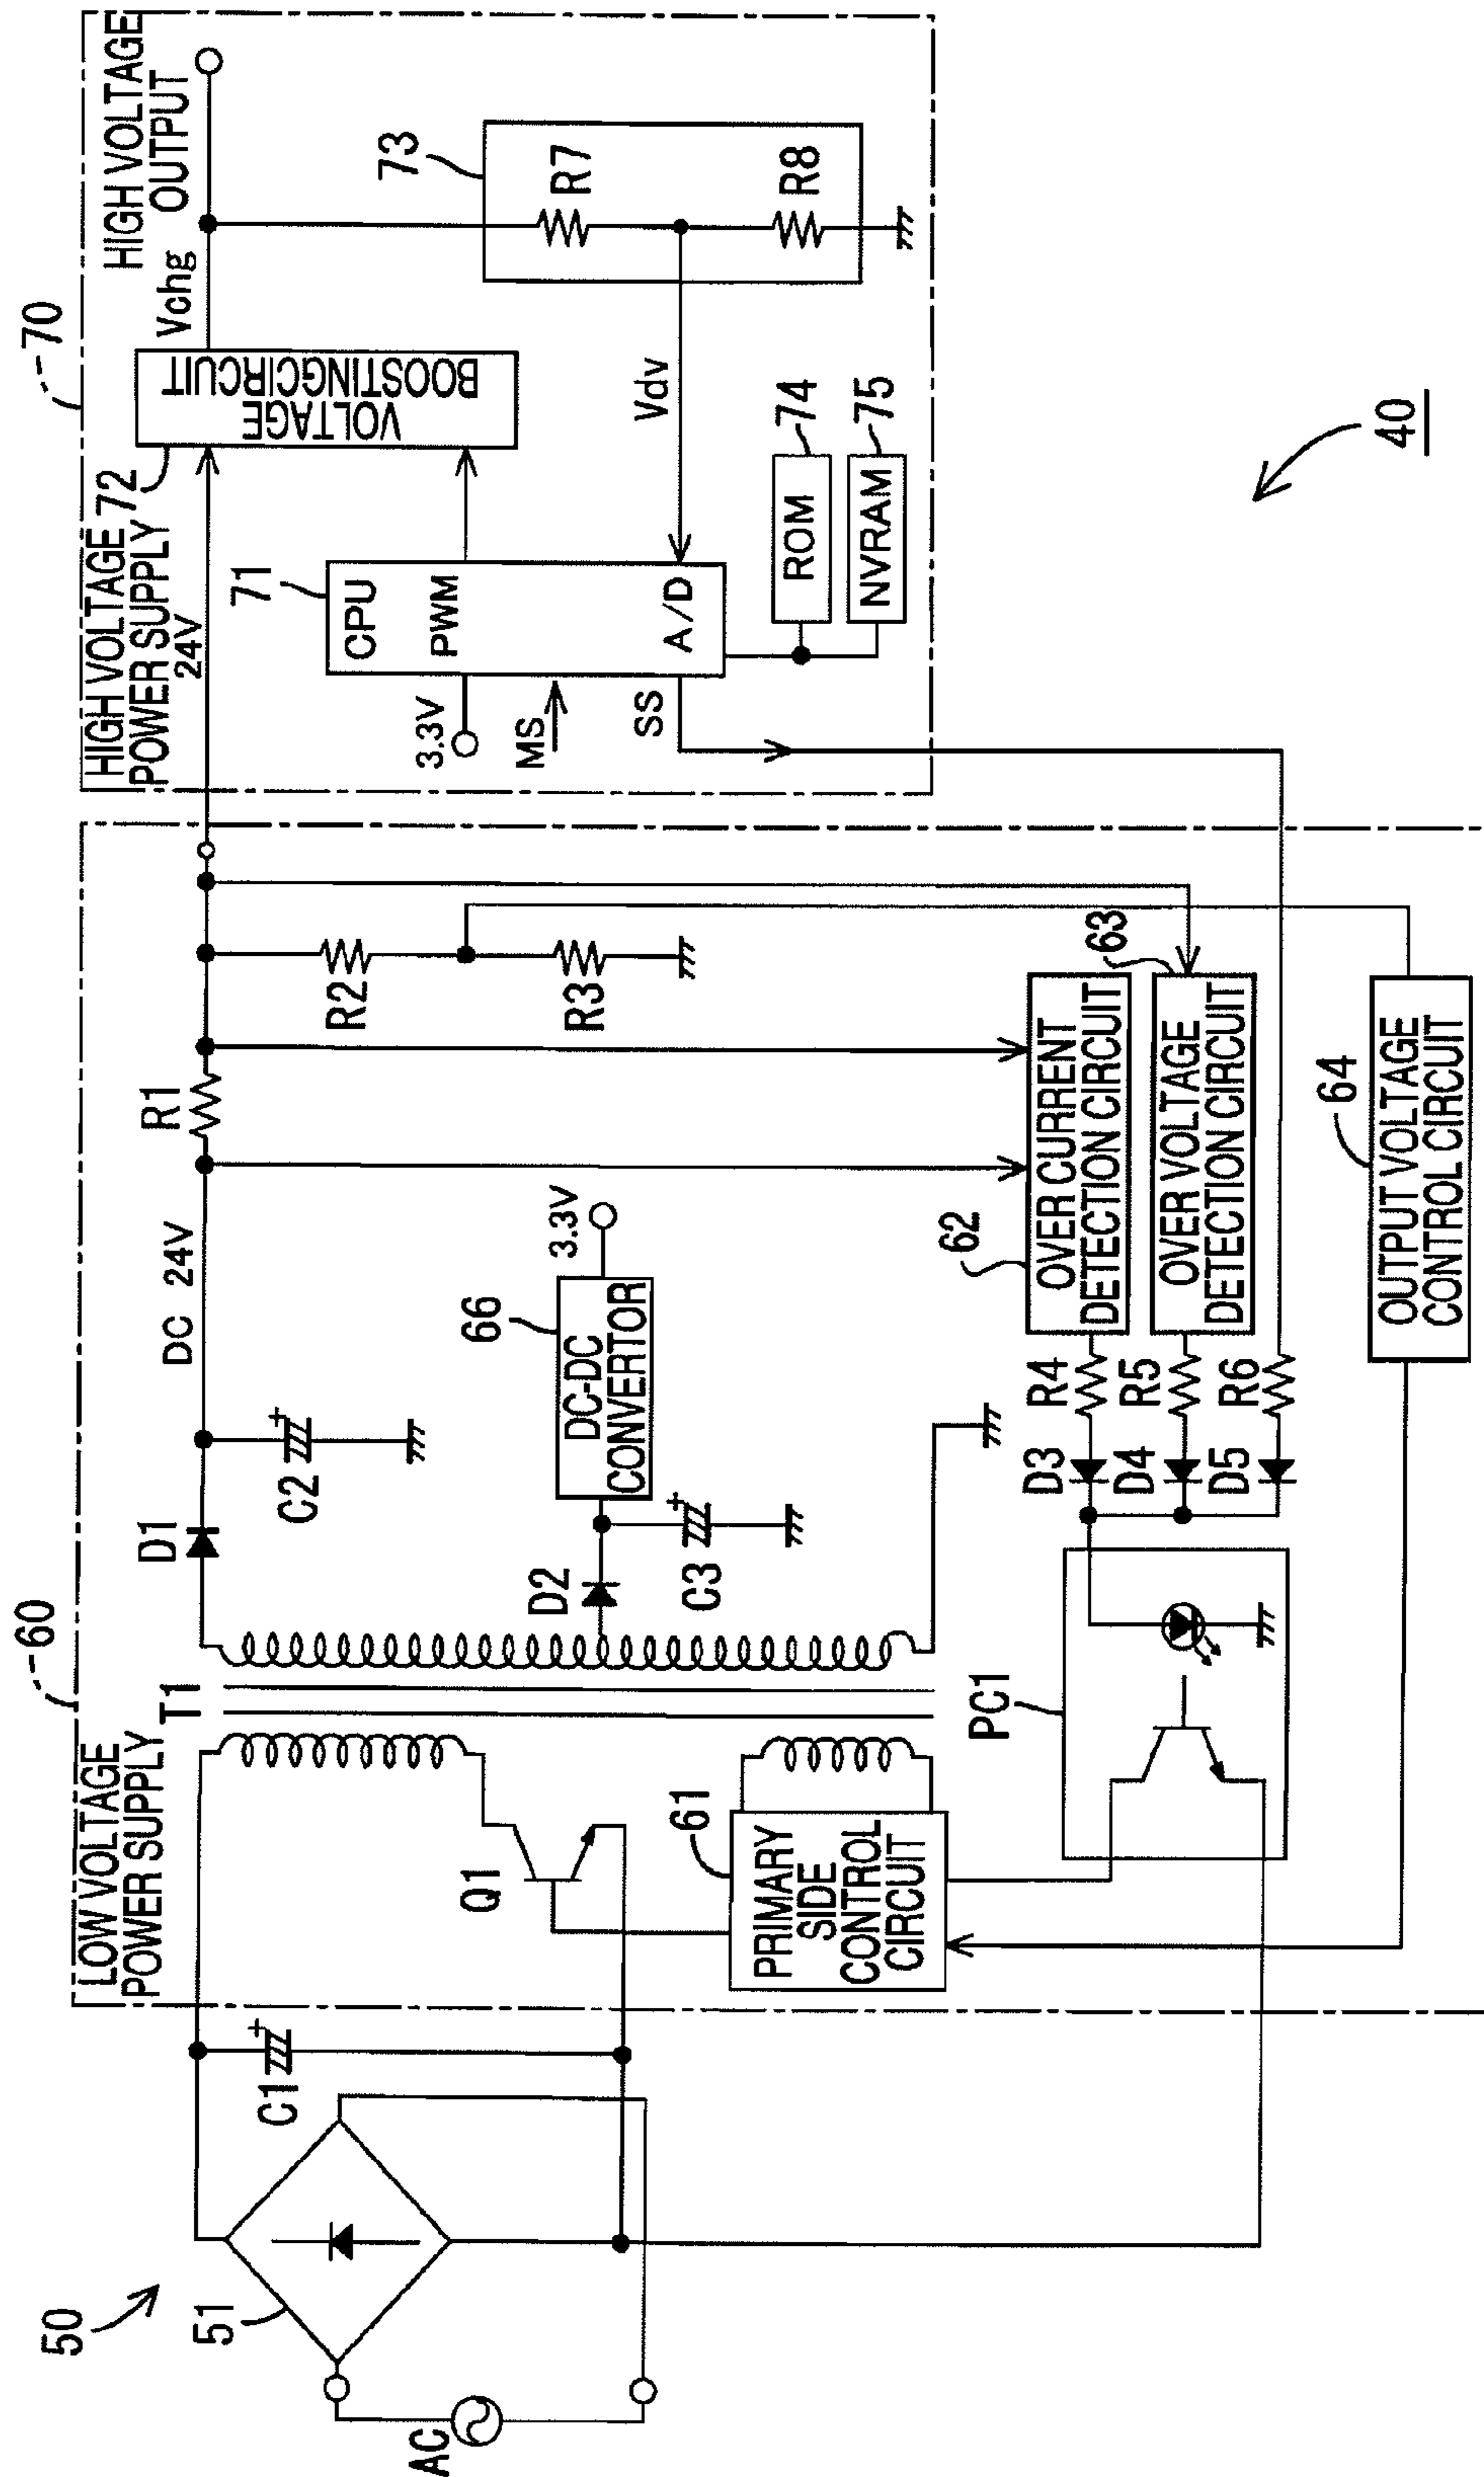 50
AC
51
C1
60
LOW VOLTAGE
POWER SUPPLY
T1
Q1
61
PRIMARY
SIDE
CONTROL
CIRCUIT
PC1
D1
C2
DC 24V
R1
D2
C3
66
DC-DC
CONVERTOR
3.3V
R2
R3
62
OVER CURRENT
DETECTION CIRCUIT
63
OVER VOLTAGE
DETECTION CIRCUIT
D3
R4
D4
R5
D5
R6
64
OUTPUT VOLTAGE
CONTROL CIRCUIT
70
HIGH VOLTAGE
POWER SUPPLY
24V
72
VOLTAGE
BOOSTINGCIRCUIT
Vchg
HIGH VOLTAGE
OUTPUT
71
CPU
PWM
A/D
3.3V
MS
SS
Vdv
73
R7
R8
ROM
74
NVRAM
75
40